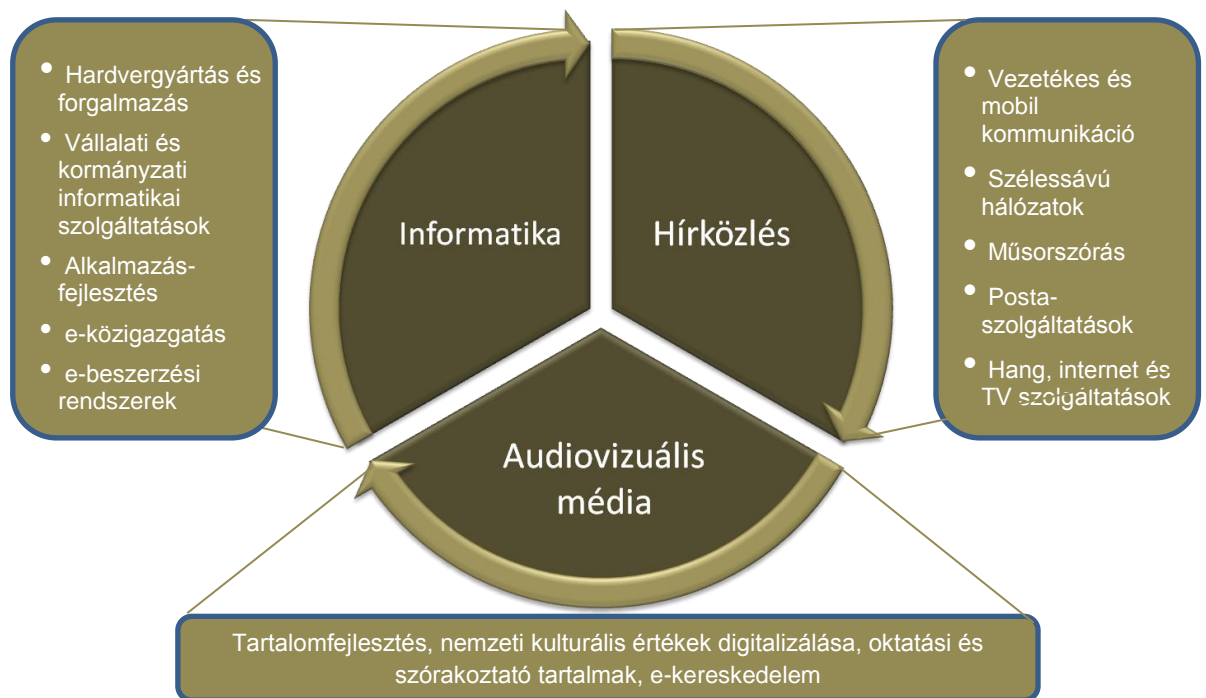 • Hardvergyártás és
forgalmazás
• Vállalati és
kormányzati
informatikai
szolgáltatások
• Alkalmazás-
fejlesztés
• e-közigazgatás
• e-beszerzési
rendszerek
Informatika
Hírközlés
Audiovizuális
média
• Vezetékes és
mobil
kommunikáció
• Szélessávú
hálózatok
• Műsorszórás
• Posta-
szolgáltatások
• Hang, internet és
TV szolgáltatások
Tartalomfejlesztés, nemzeti kulturális értékek digitalizálása, oktatási és
szórakoztató tartalmak, e-kereskedelem